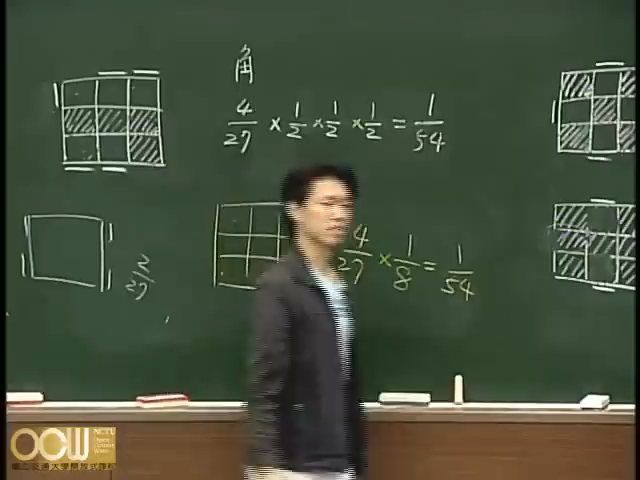 角
4/27 × 1/2 × 1/2 × 1/2 = 1/54
2/27
4/27 × 1/8 = 1/54
OCW NCTU